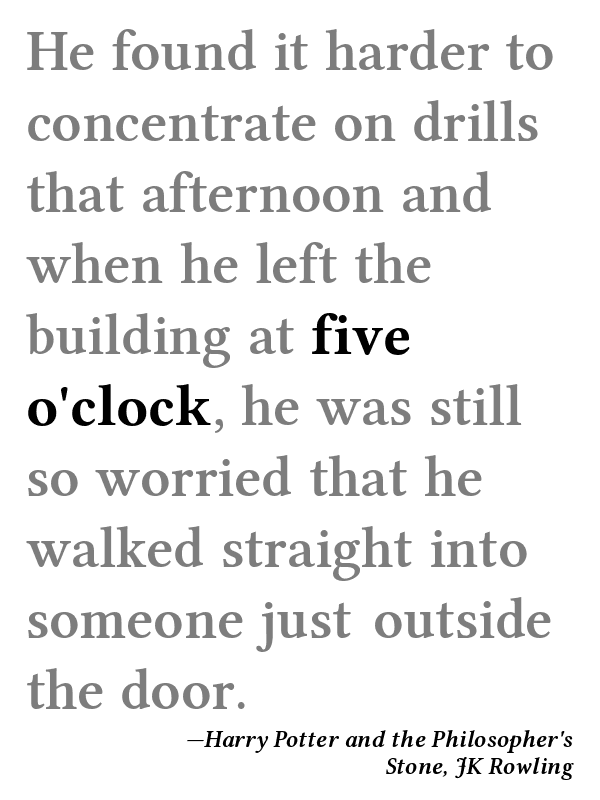 He found it harder to
concentrate on drills
that afternoon and
when he left the
building at five
o'clock, he was still
so worried that he
walked straight into
someone just outside
the door.
—Harry Potter and the Philosopher's
Stone, JK Rowling